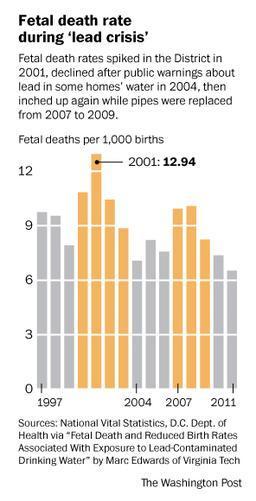 Fetal death rate
during ‘lead crisis’
Fetal death rates spiked in the District in
2001, declined after public warnings about
lead in some homes’ water in 2004, then
inched up again while pipes were replaced
from 2007 to 2009.
Fetal deaths per 1,000 births
2001: 12.94
12
9
6
3
0
1997 2004 2007 2011
Sources: National Vital Statistics, D.C. Dept. of
Health via “Fetal Death and Reduced Birth Rates
Associated With Exposure to Lead-Contaminated
Drinking Water” by Marc Edwards of Virginia Tech
The Washington Post